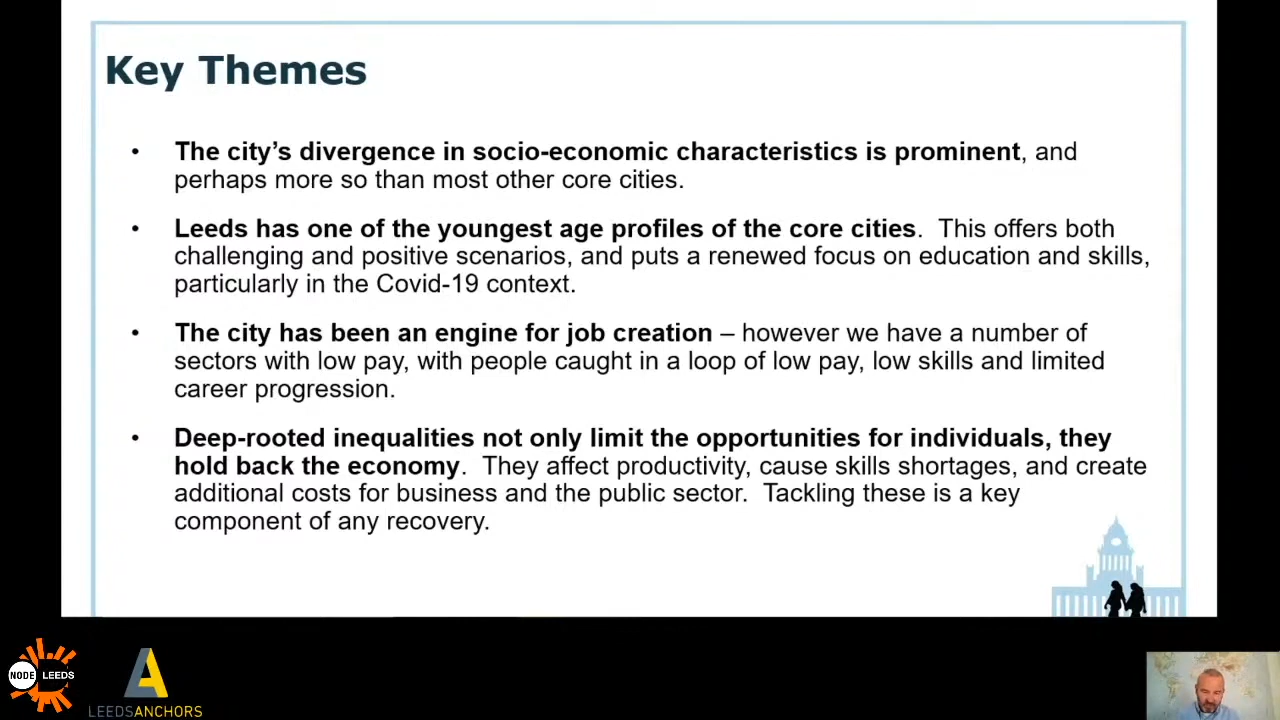 Key Themes
• The city’s divergence in socio-economic characteristics is prominent, and
perhaps more so than most other core cities.
• Leeds has one of the youngest age profiles of the core cities.  This offers both
challenging and positive scenarios, and puts a renewed focus on education and skills,
particularly in the Covid-19 context.
• The city has been an engine for job creation – however we have a number of
sectors with low pay, with people caught in a loop of low pay, low skills and limited
career progression.
• Deep-rooted inequalities not only limit the opportunities for individuals, they
hold back the economy.  They affect productivity, cause skills shortages, and create
additional costs for business and the public sector.  Tackling these is a key
component of any recovery.
NODE LEEDS
LEEDSANCHORS